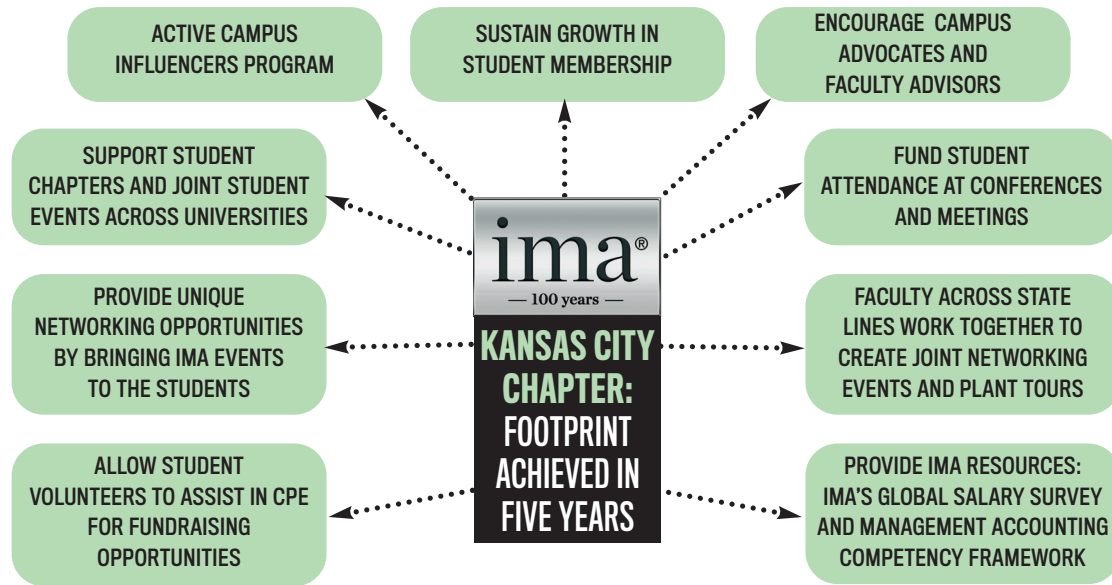 ACTIVE CAMPUS
INFLUENCERS PROGRAM
SUSTAIN GROWTH IN
STUDENT MEMBERSHIP
ENCOURAGE CAMPUS
ADVOCATES AND
FACULTY ADVISORS
SUPPORT STUDENT
CHAPTERS AND JOINT STUDENT
EVENTS ACROSS UNIVERSITIES
FUND STUDENT
ATTENDANCE AT CONFERENCES
AND MEETINGS
ima®
— 100 years —
KANSAS CITY
CHAPTER:
FOOTPRINT
ACHIEVED IN
FIVE YEARS
PROVIDE UNIQUE
NETWORKING OPPORTUNITIES
BY BRINGING IMA EVENTS
TO THE STUDENTS
FACULTY ACROSS STATE
LINES WORK TOGETHER TO
CREATE JOINT NETWORKING
EVENTS AND PLANT TOURS
ALLOW STUDENT
VOLUNTEERS TO ASSIST IN CPE
FOR FUNDRAISING
OPPORTUNITIES
PROVIDE IMA RESOURCES:
IMA'S GLOBAL SALARY SURVEY
AND MANAGEMENT ACCOUNTING
COMPETENCY FRAMEWORK